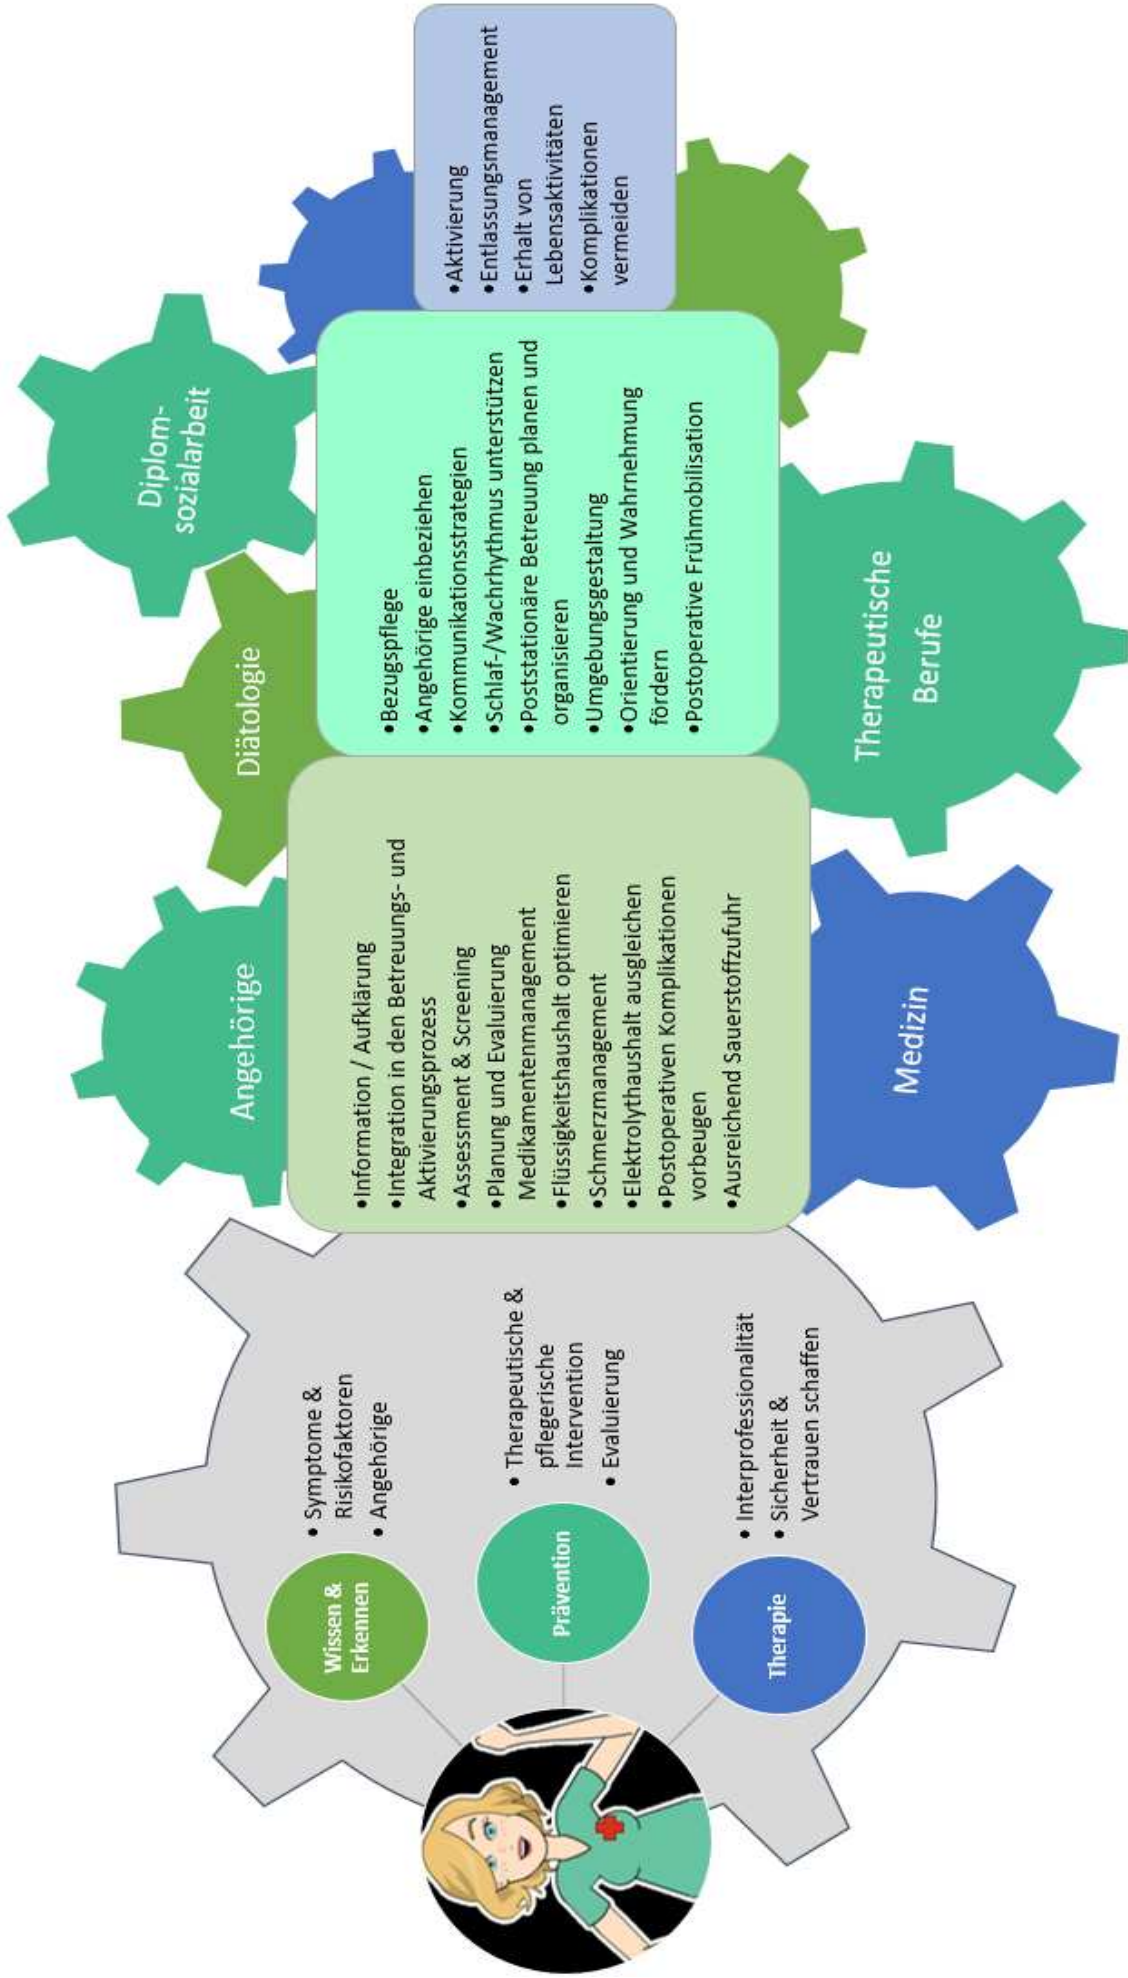 Wissen &
Erkennen
• Symptome &
Risikofaktoren
• Angehörige
Prävention
• Therapeutische &
pflegerische
Intervention
• Evaluierung
Therapie
• Interprofessionalität
• Sicherheit &
Vertrauen schaffen
Angehörige
Diätologie
Diplom-
sozialarbeit
•Information / Aufklärung
•Integration in den Betreuungs- und
Aktivierungsprozess
•Assessment & Screening
•Planung und Evaluierung
Medikamentenmanagement
•Flüssigkeitshaushalt optimieren
•Schmerzmanagement
•Elektrolythaushalt ausgleichen
•Postoperativen Komplikationen
vorbeugen
•Ausreichend Sauerstoffzufuhr
•Bezugspflege
•Angehörige einbeziehen
•Kommunikationsstrategien
•Schlaf-/Wachrhythmus unterstützen
•Poststationäre Betreuung planen und
organisieren
•Umgebungsgestaltung
•Orientierung und Wahrnehmung
fördern
•Postoperative Frühmobilisation
•Aktivierung
•Entlassungsmanagement
•Erhalt von
Lebensaktivitäten
•Komplikationen
vermeiden
Medizin
Therapeutische
Berufe